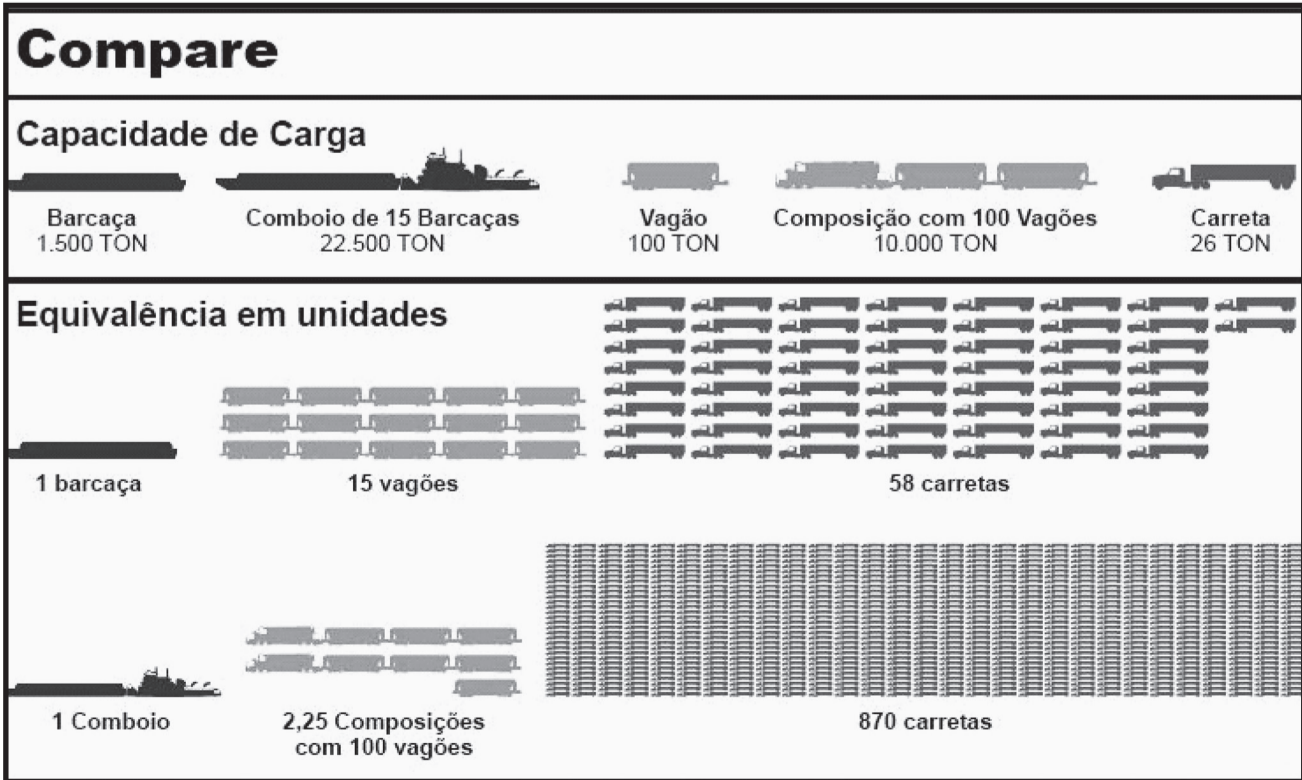 Compare
Capacidade de Carga
Barcaça
1.500 TON
Comboio de 15 Barcaças
22.500 TON
Vagão
100 TON
Composição com 100 Vagões
10.000 TON
Carreta
26 TON
Equivalência em unidades
1 barcaça
15 vagões
58 carretas
1 Comboio
2,25 Composições
com 100 vagões
870 carretas